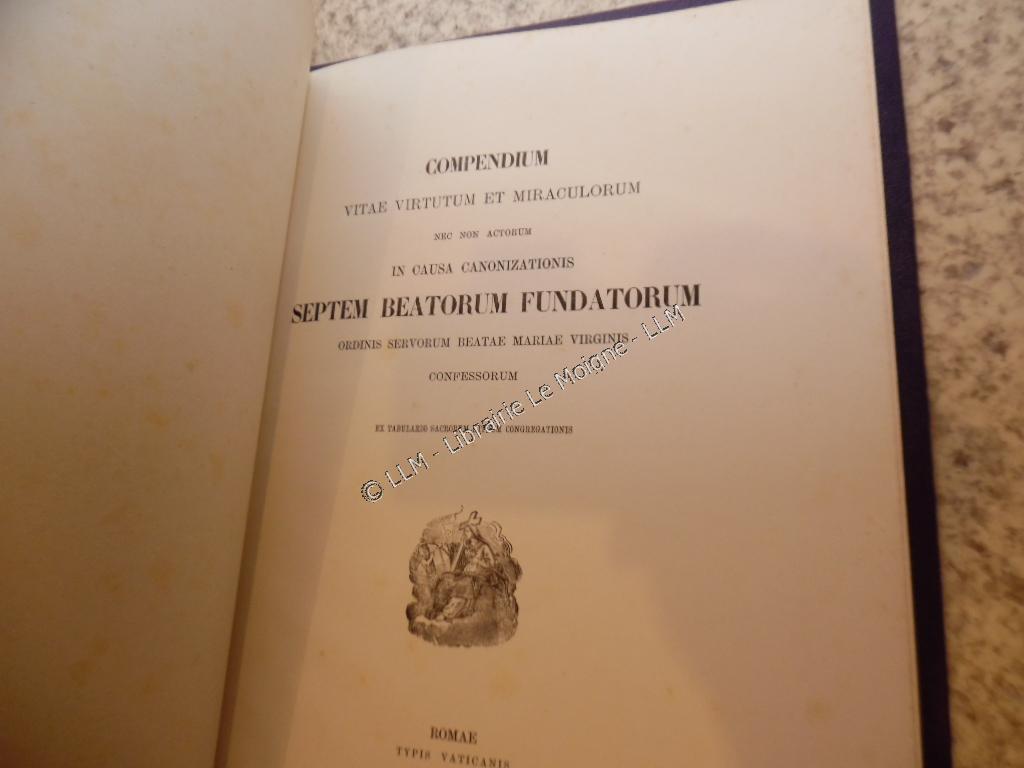 COMPENDIUM
VITAE VIRTUTUM ET MIRACULORUM
NEC NON ACTORUM
IN CAUSA CANONIZATIONIS
SEPTEM BEATORUM FUNDATORUM
ORDINIS SERVORUM BEATAE MARIAE VIRGINIS
CONFESSORUM
EX TABULARIO SACRORUM CONGREGATIONIS
© LLM - Librairie Le Moigne - LLM
ROMAE
TYPIS VATICANIS